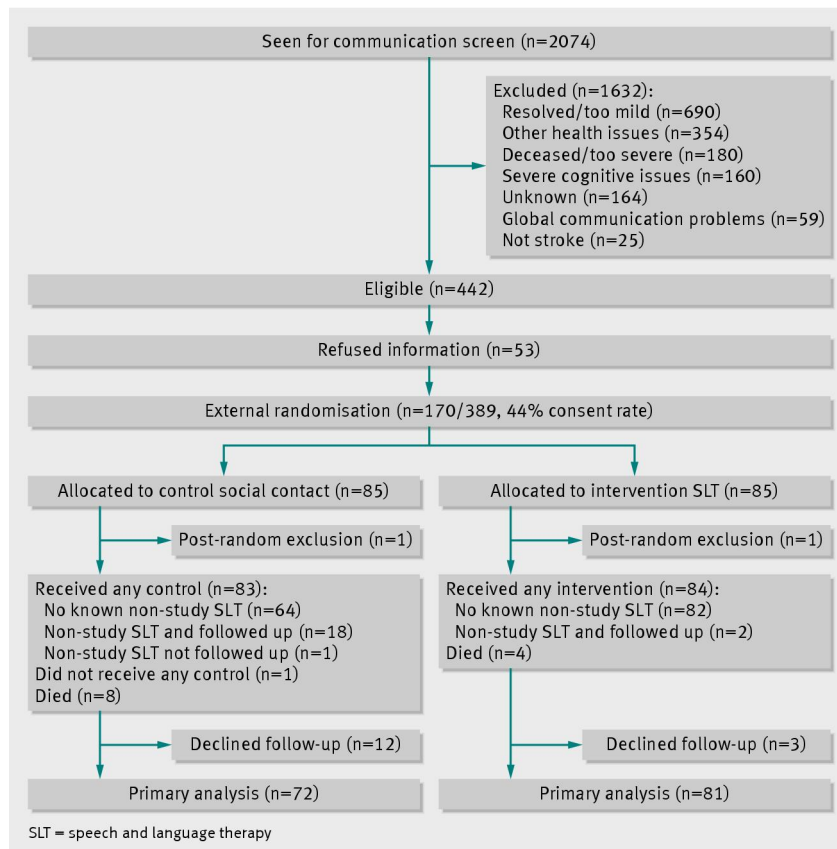 Seen for communication screen (n=2074)
Excluded (n=1632):
Resolved/too mild (n=690)
Other health issues (n=354)
Deceased/too severe (n=180)
Severe cognitive issues (n=160)
Unknown (n=164)
Global communication problems (n=59)
Not stroke (n=25)
Eligible (n=442)
Refused information (n=53)
External randomisation (n=170/389, 44% consent rate)
Allocated to control social contact (n=85)
Post-random exclusion (n=1)
Received any control (n=83):
No known non-study SLT (n=64)
Non-study SLT and followed up (n=18)
Non-study SLT not followed up (n=1)
Did not receive any control (n=1)
Died (n=8)
Declined follow-up (n=12)
Primary analysis (n=72)
Allocated to intervention SLT (n=85)
Post-random exclusion (n=1)
Received any intervention (n=84):
No known non-study SLT (n=82)
Non-study SLT and followed up (n=2)
Died (n=4)
Declined follow-up (n=3)
Primary analysis (n=81)
SLT = speech and language therapy